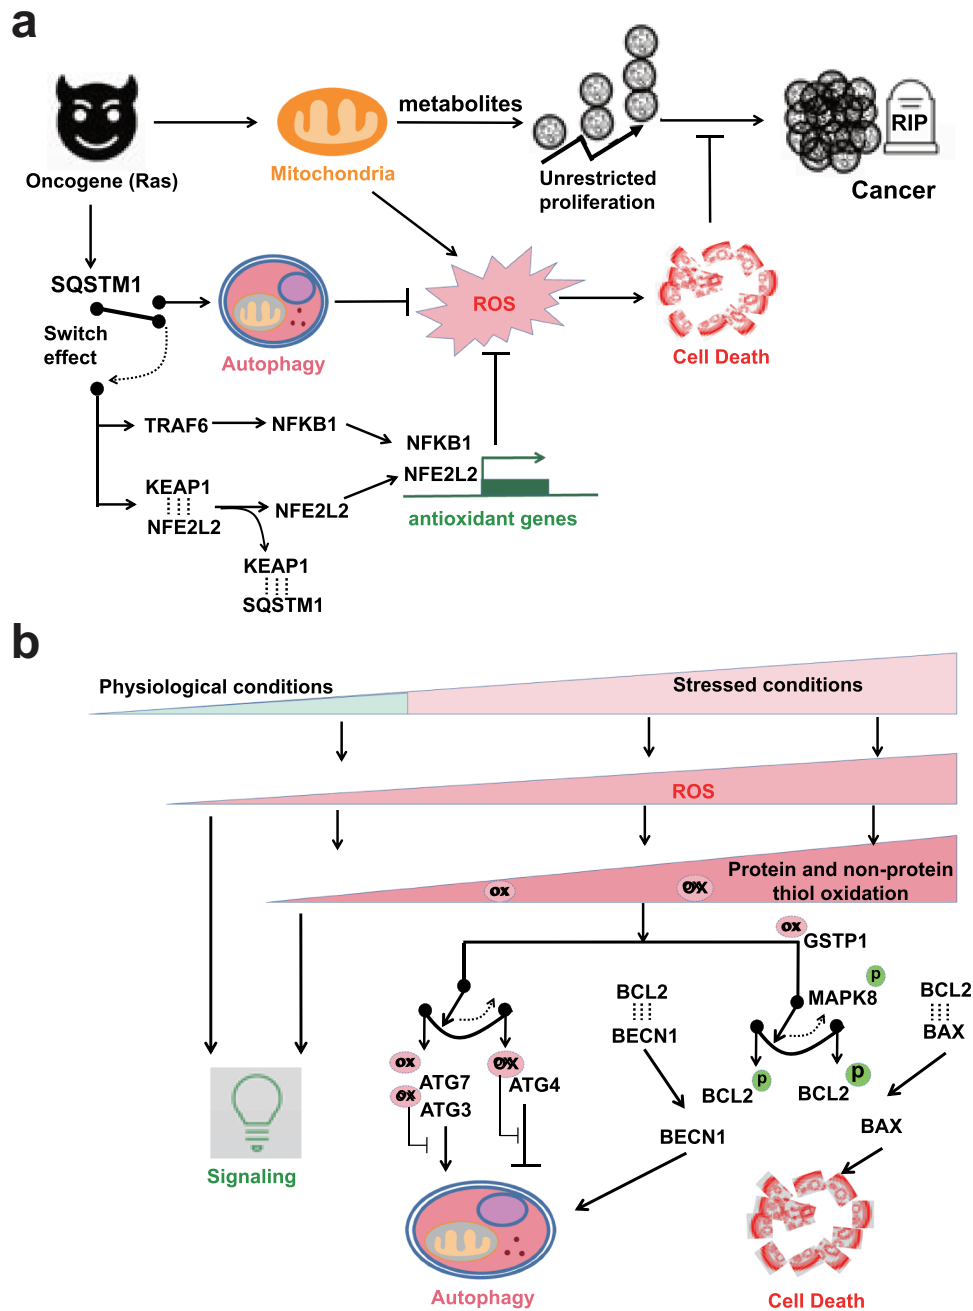 a
metabolites
RIP
Oncogene (Ras)
Mitochondria
Unrestricted
proliferation
Cancer
SQSTM1
Switch
effect
Autophagy
ROS
Cell Death
TRAF6
NFKB1
NFKB1
NFE2L2
KEAP1
NFE2L2
NFE2L2
antioxidant genes
KEAP1
SQSTM1
b
Physiological conditions
Stressed conditions
ROS
Protein and non-protein
thiol oxidation
ox
ox
ox
GSTP1
p
BCL2
MAPK8
BCL2
BECN1
BAX
ox
ATG7
ox
ATG3
ox
ATG4
BCL2
p
BCL2
p
BECN1
BAX
Signaling
Autophagy
Cell Death